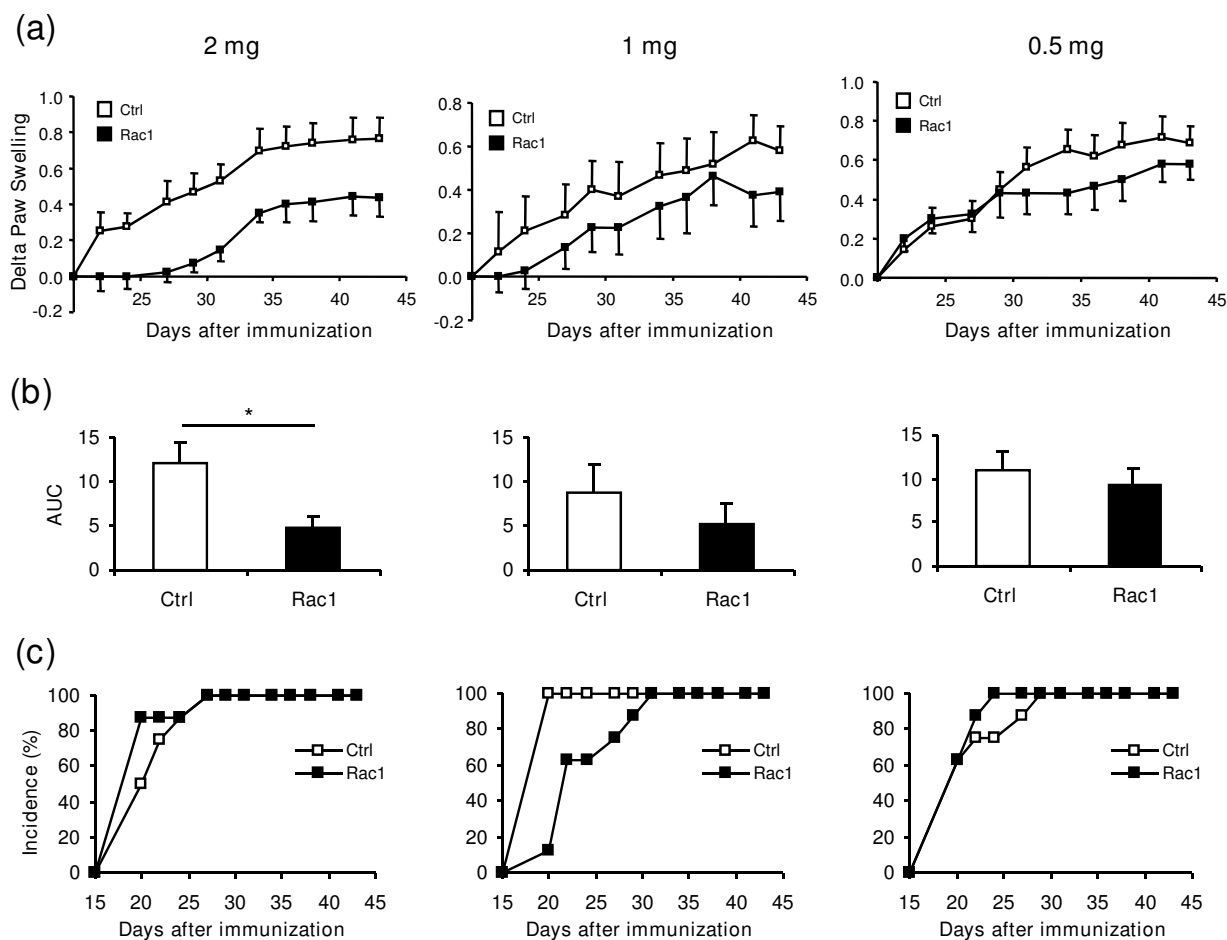 (a)
2 mg
1 mg
0.5 mg
Delta Paw Swelling
1.0
0.8
0.6
0.4
0.2
0.0
-0.2
Ctrl
Rac1
25 30 35 40 45
Days after immunization
0.8
0.6
0.4
0.2
0.0
-0.2
Ctrl
Rac1
25 30 35 40 45
Days after immunization
1.0
0.8
0.6
0.4
0.2
0.0
Ctrl
Rac1
25 30 35 40 45
Days after immunization
(b)
AUC
15
10
5
0
*
Ctrl Rac1
15
10
5
0
Ctrl Rac1
15
10
5
0
Ctrl Rac1
(c)
Incidence (%)
100
80
60
40
20
0
Ctrl
Rac1
15 20 25 30 35 40 45
Days after immunization
100
80
60
40
20
0
Ctrl
Rac1
15 20 25 30 35 40 45
Days after immunization
100
80
60
40
20
0
Ctrl
Rac1
15 20 25 30 35 40 45
Days after immunization